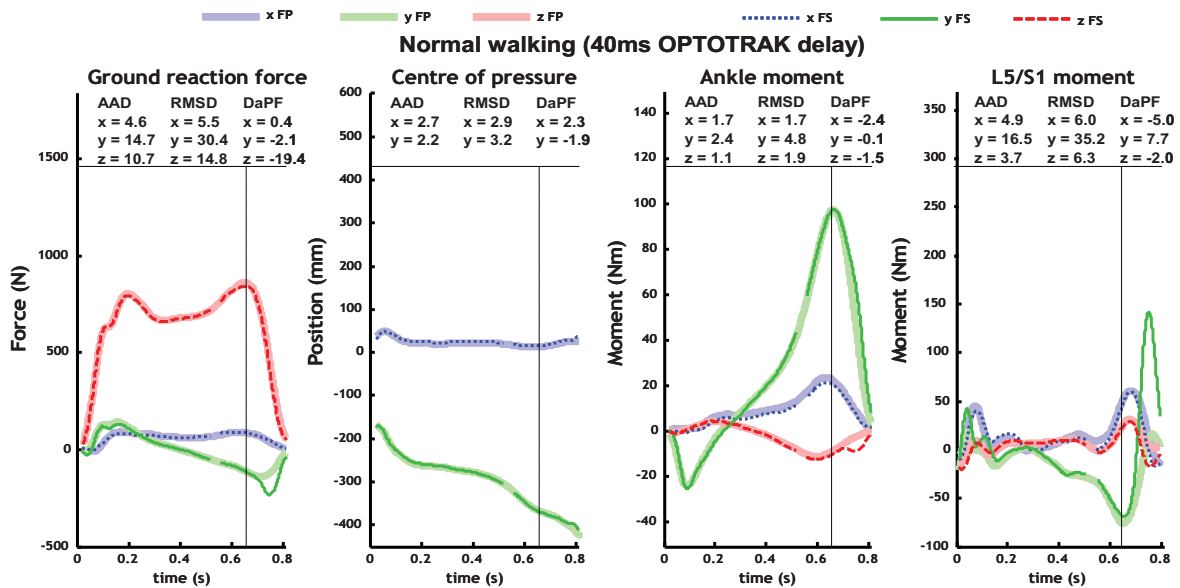 x FP y FP z FP x FS y FS z FS
Normal walking (40ms OPTOTRAK delay)
Ground reaction force
AAD RMSD DaPF
x = 4.6 x = 5.5 x = 0.4
y = 14.7 y = 30.4 y = -2.1
z = 10.7 z = 14.8 z = -19.4
Force (N)
1500
1000
500
0
-500
0 0.2 0.4 0.6 0.8
time (s)
Centre of pressure
AAD RMSD DaPF
x = 2.7 x = 2.9 x = 2.3
y = 2.2 y = 3.2 y = -1.9
Position (mm)
600
500
400
300
200
100
0
-100
-200
-300
-400
0 0.2 0.4 0.6 0.8
time (s)
Ankle moment
AAD RMSD DaPF
x = 1.7 x = 1.7 x = -2.4
y = 2.4 y = 4.8 y = -0.1
z = 1.1 z = 1.9 z = -1.5
Moment (Nm)
140
120
100
80
60
40
20
0
-20
-40
0 0.2 0.4 0.6 0.8
time (s)
L5/S1 moment
AAD RMSD DaPF
x = 4.9 x = 6.0 x = -5.0
y = 16.5 y = 35.2 y = 7.7
z = 3.7 z = 6.3 z = -2.0
Moment (Nm)
350
300
250
200
150
100
50
0
-50
-100
0 0.2 0.4 0.6 0.8
time (s)